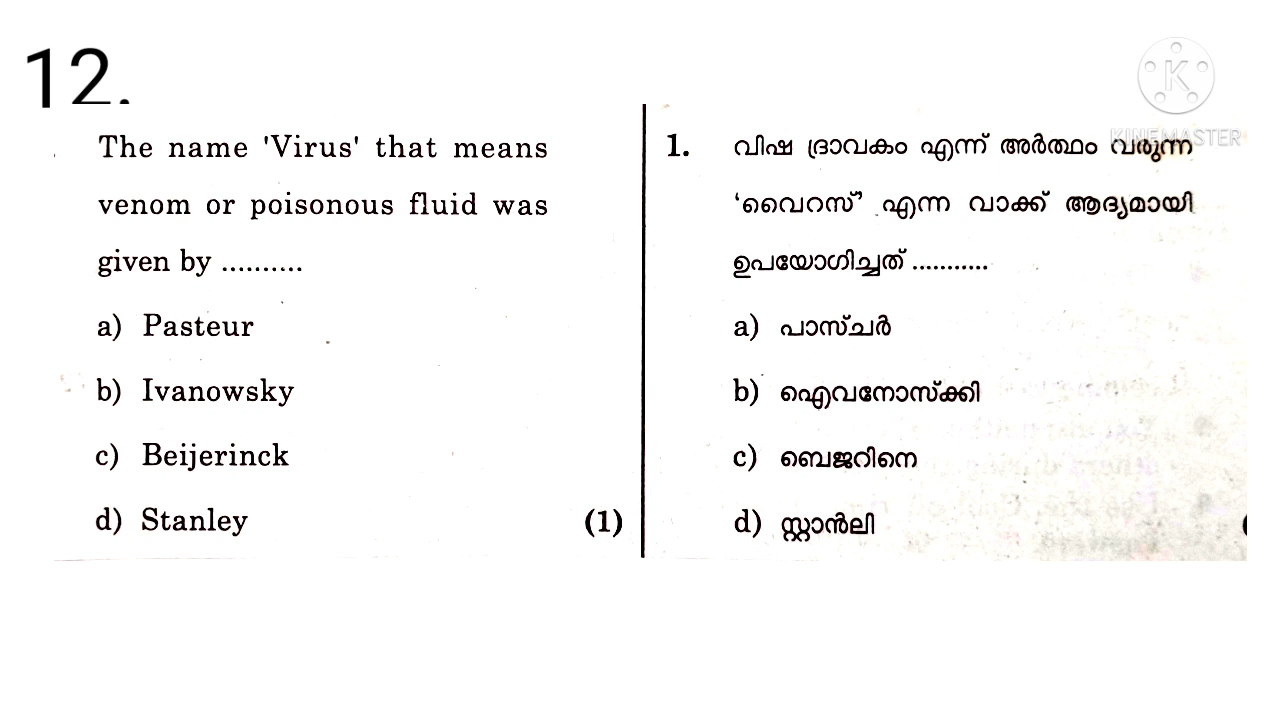 12.
KINEMASTER
The name 'Virus' that means
venom or poisonous fluid was
given by ..........
a) Pasteur
b) Ivanowsky
c) Beijerinck
d) Stanley
(1)
1. വിഷ ദ്രാവകം എന്ന് അർത്ഥം വരുന്ന
‘വൈറസ്’ എന്ന വാക്ക് ആദ്യമായി
ഉപയോഗിച്ചത് ...........
a) പാസ്ചർ
b) ഐവനോസ്ക്കി
c) ബെജറിനെ
d) സ്റ്റാൻലി